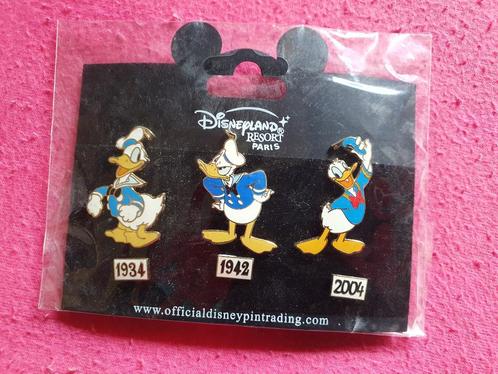 Disneyland®
RESORT
PARIS
1934
1942
2004
www.officialdisneypintrading.com